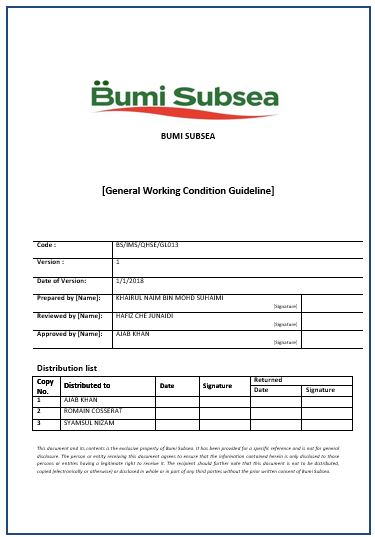 Bumi Subsea
BUMI SUBSEA
[General Working Condition Guideline]
Code : BS/IMS/QHSE/GL013
Version : 1
Date of Version: 1/1/2018
Prepared by [Name]: KHAIRUL NAIM BIN MOHD SUHAIMI
[Signature]
Reviewed by [Name]: HAFIZ CHE JUNAIDI
[Signature]
Approved by [Name]: AJAB KHAN
[Signature]
Distribution list
Copy No. Distributed to Date Signature Returned
Date Signature
1 AJAB KHAN
2 ROMAIN COSSERAT
3 SYAMSUL NIZAM
This document and its contents is the exclusive property of Bumi Subsea. It has been provided for a specific reference and is not for general
disclosure. The person or entity receiving this document agrees to ensure that the information contained herein is only disclosed to those
persons or entities having a legitimate right to receive it. The recipient should further note that this document is not to be distributed,
copied (electronically or otherwise) or disclosed in whole or in part of any third parties without the prior written consent of Bumi Subsea.